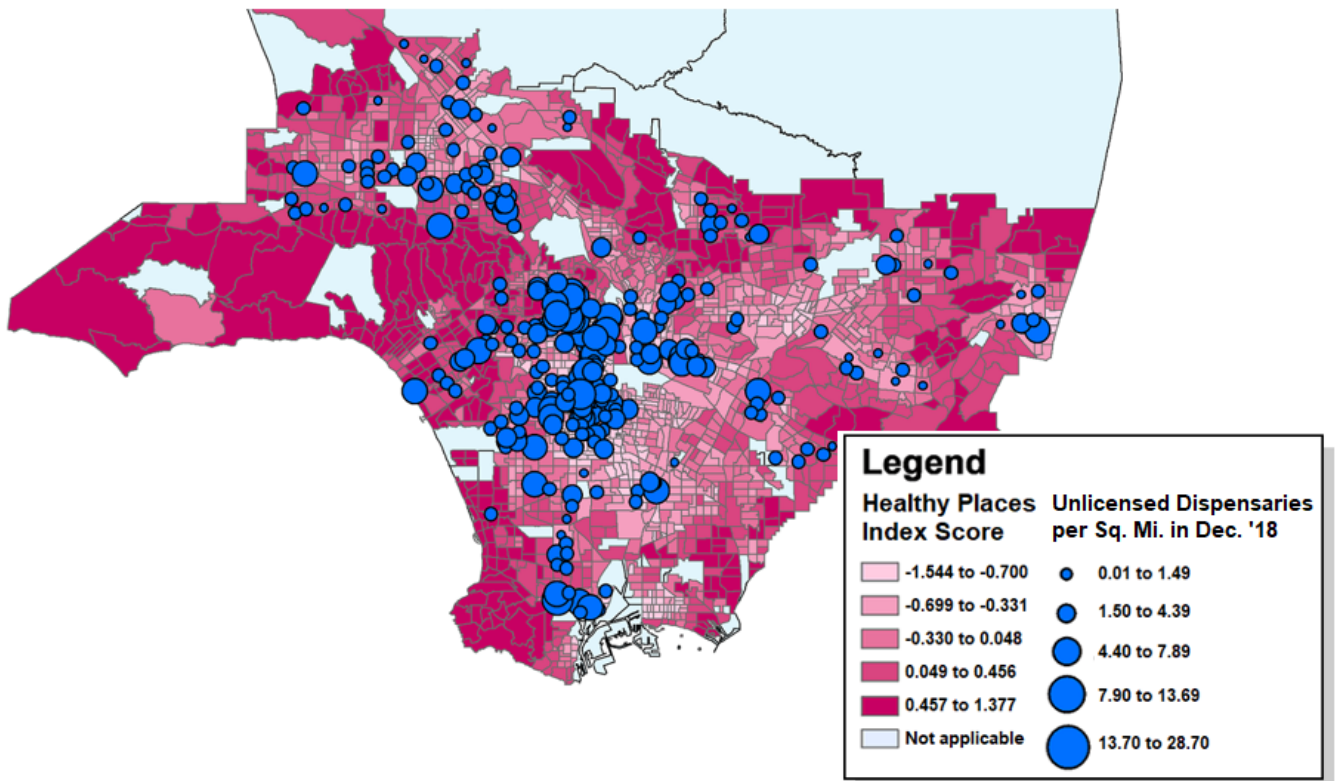 Legend
Healthy Places
Index Score
-1.544 to -0.700
-0.699 to -0.331
-0.330 to 0.048
0.049 to 0.456
0.457 to 1.377
Not applicable
Unlicensed Dispensaries
per Sq. Mi. in Dec. '18
0.01 to 1.49
1.50 to 4.39
4.40 to 7.89
7.90 to 13.69
13.70 to 28.70